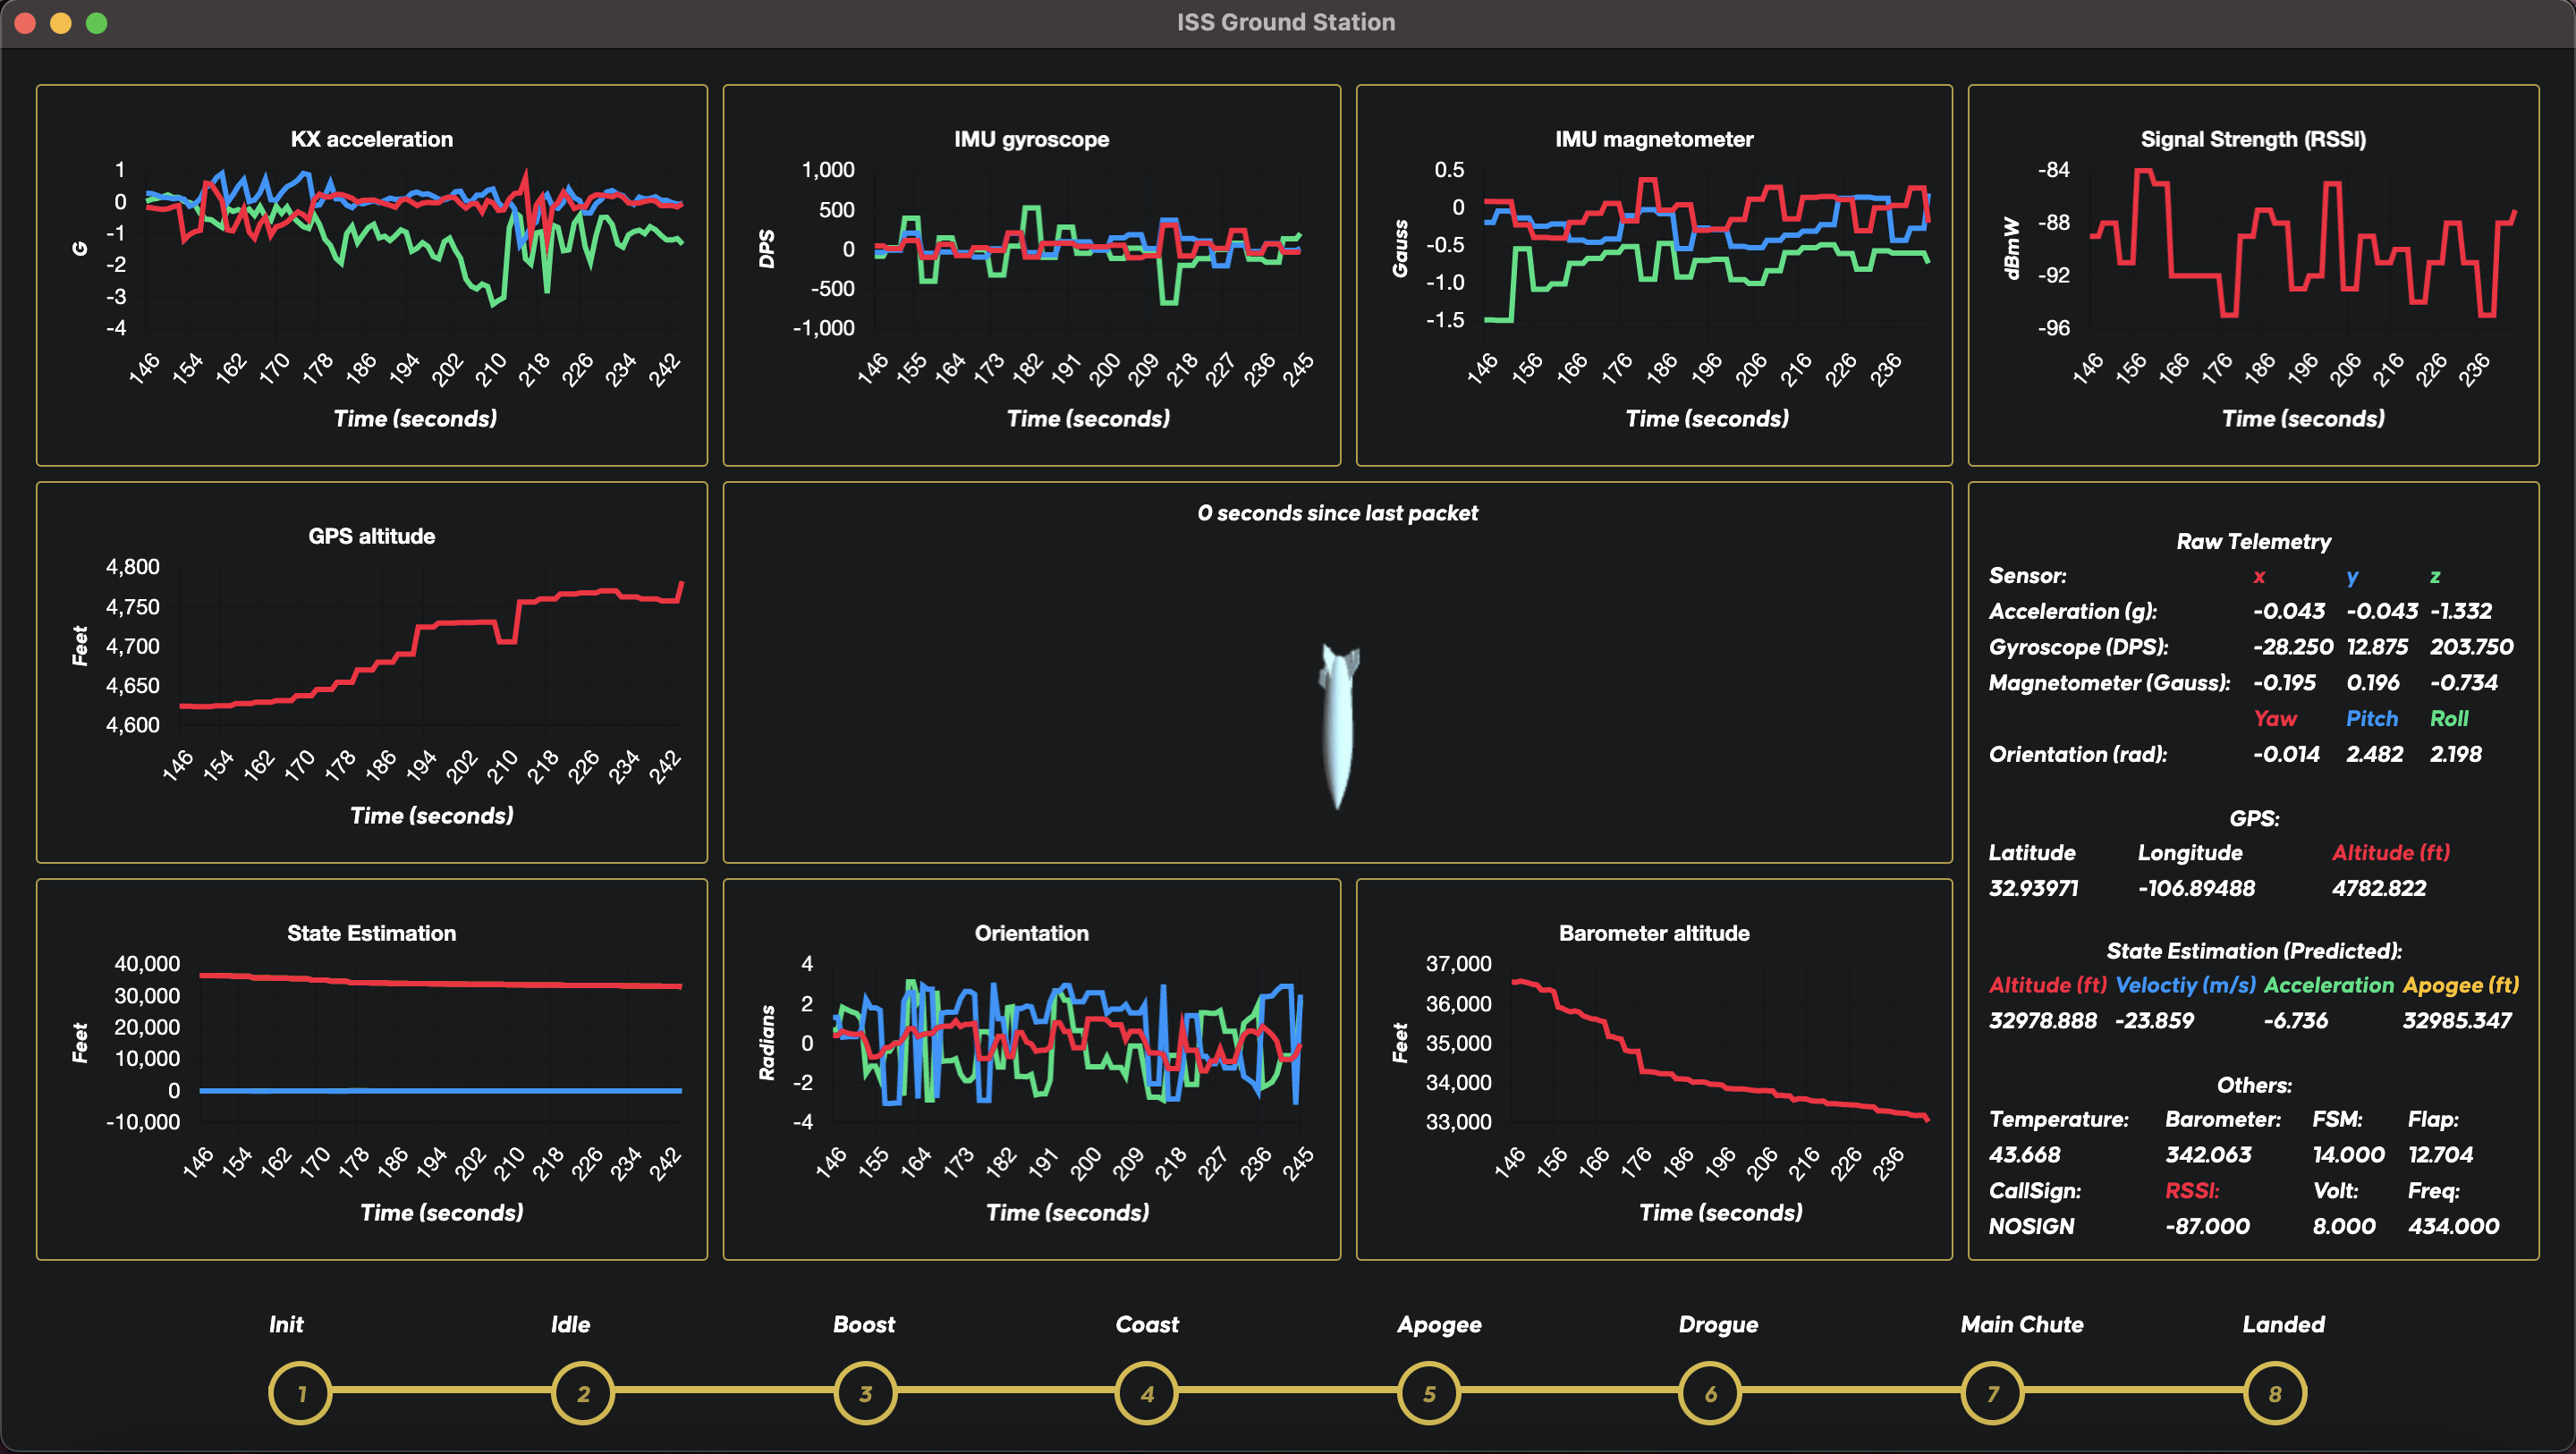 ISS Ground Station
KX acceleration
1
0
-1
-2
-3
-4
G
146 154 162 170 178 186 194 202 210 218 226 234 242
Time (seconds)
IMU gyroscope
1,000
500
0
-500
-1,000
DPS
146 155 164 173 182 191 200 209 218 227 236 245
Time (seconds)
IMU magnetometer
0.5
0
-0.5
-1.0
-1.5
Gauss
146 156 166 176 186 196 206 216 226 236
Time (seconds)
Signal Strength (RSSI)
-84
-88
-92
-96
dBmW
146 156 166 176 186 196 206 216 226 236
Time (seconds)
GPS altitude
4,800
4,750
4,700
4,650
4,600
Feet
146 154 162 170 178 186 194 202 210 218 226 234 242
Time (seconds)
0 seconds since last packet
Raw Telemetry
Sensor: x y z
Acceleration (g): -0.043 -0.043 -1.332
Gyroscope (DPS): -28.250 12.875 203.750
Magnetometer (Gauss): -0.195 0.196 -0.734
Yaw Pitch Roll
Orientation (rad): -0.014 2.482 2.198
GPS:
Latitude Longitude Altitude (ft)
32.93971 -106.89488 4782.822
State Estimation (Predicted):
Altitude (ft) Veloctiy (m/s) Acceleration Apogee (ft)
32978.888 -23.859 -6.736 32985.347
Others:
Temperature: Barometer: FSM: Flap:
43.668 342.063 14.000 12.704
CallSign: RSSI: Volt: Freq:
NOSIGN -87.000 8.000 434.000
State Estimation
40,000
30,000
20,000
10,000
0
-10,000
Feet
146 154 162 170 178 186 194 202 210 218 226 234 242
Time (seconds)
Orientation
4
2
0
-2
-4
Radians
146 155 164 173 182 191 200 209 218 227 236 245
Time (seconds)
Barometer altitude
37,000
36,000
35,000
34,000
33,000
Feet
146 156 166 176 186 196 206 216 226 236
Time (seconds)
Init Idle Boost Coast Apogee Drogue Main Chute Landed
1 2 3 4 5 6 7 8